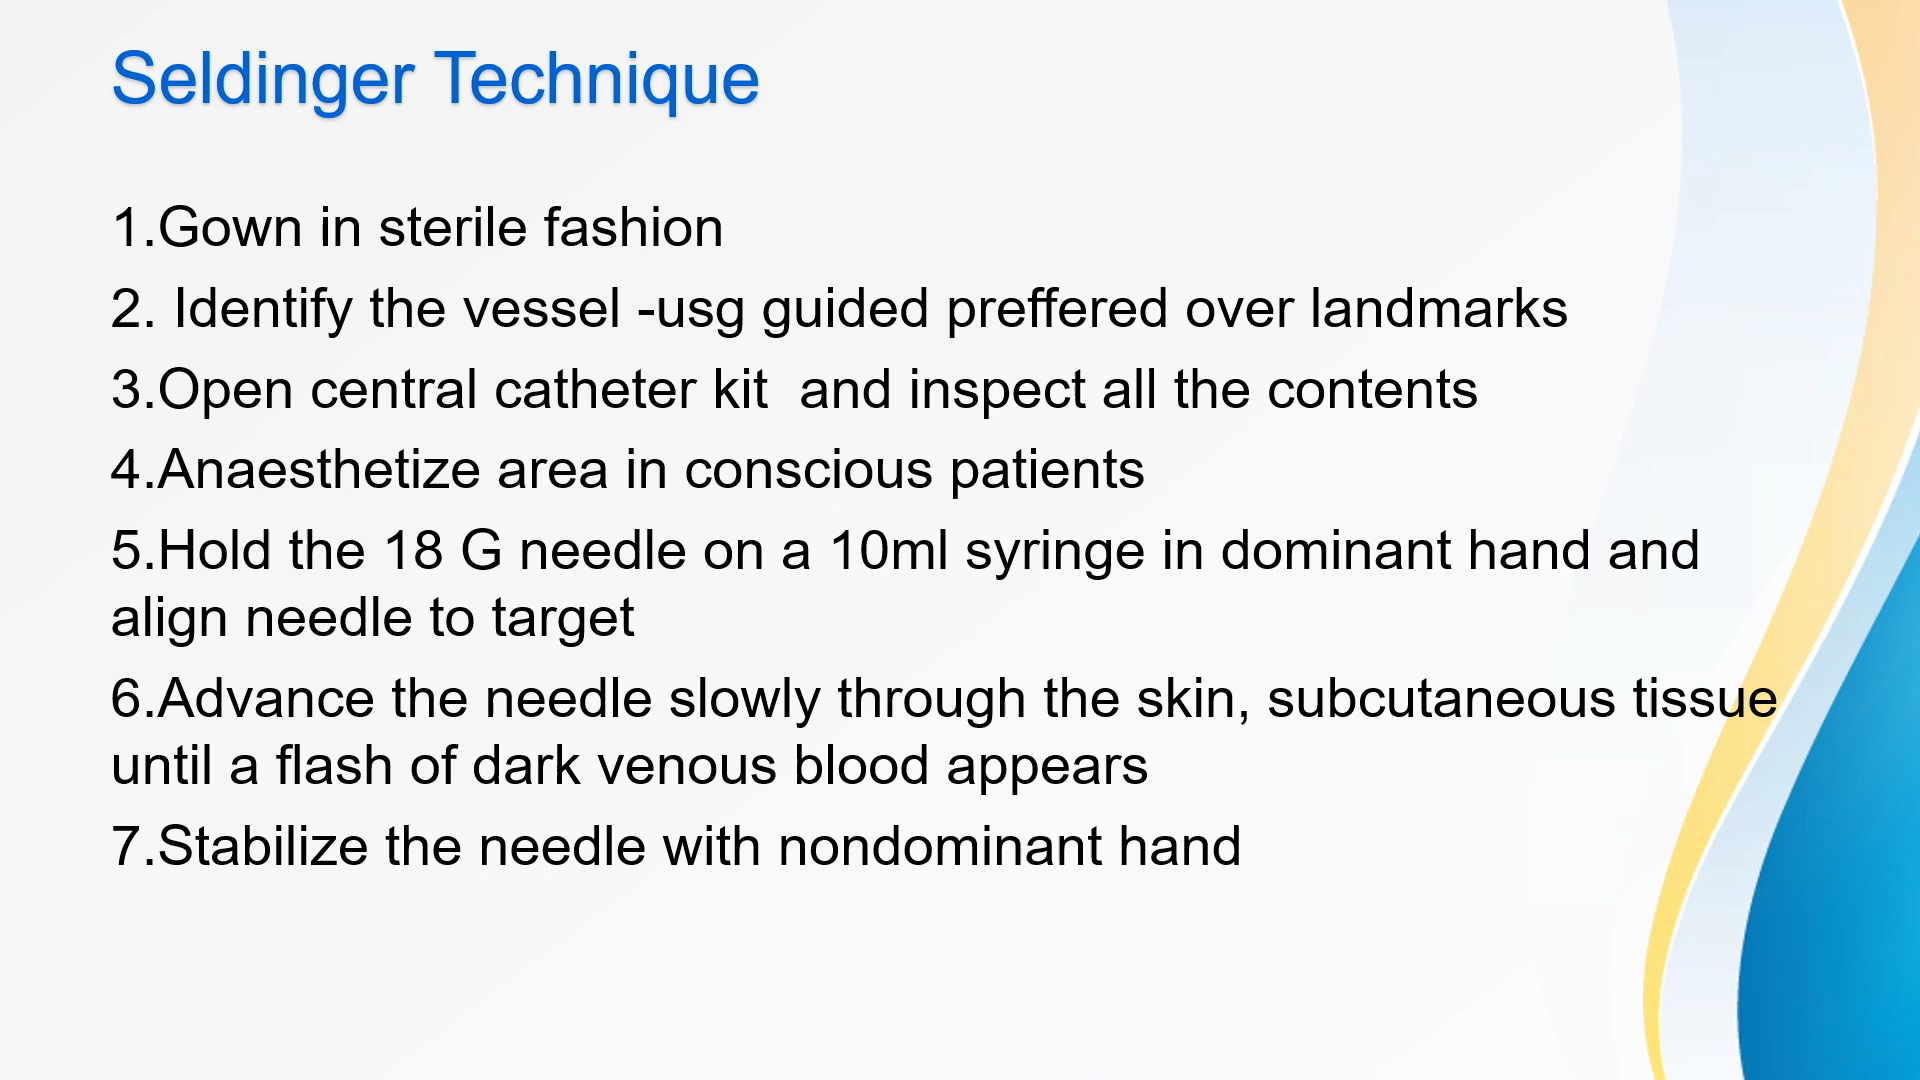 Seldinger Technique
1.Gown in sterile fashion
2. Identify the vessel -usg guided preffered over landmarks
3.Open central catheter kit  and inspect all the contents
4.Anaesthetize area in conscious patients
5.Hold the 18 G needle on a 10ml syringe in dominant hand and
align needle to target
6.Advance the needle slowly through the skin, subcutaneous tissue
until a flash of dark venous blood appears
7.Stabilize the needle with nondominant hand